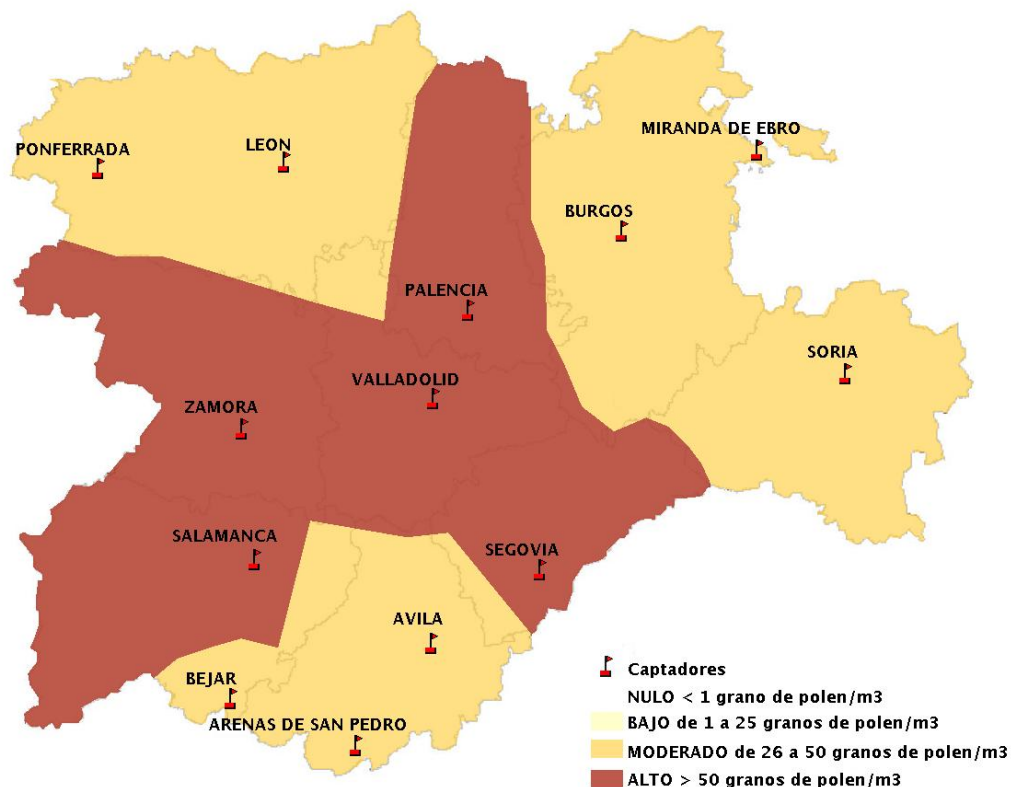 MIRANDA DE EBRO
LEON
PONFERRADA
BURGOS
PALENCIA
SORIA
VALLADOLID
ZAMORA
SALAMANCA
SEGOVIA
AVILA
BEJAR
ARENAS DE SAN PEDRO
Captadores
NULO < 1 grano de polen/m3
BAJO de 1 a 25 granos de polen/m3
MODERADO de 26 a 50 granos de polen/m3
ALTO > 50 granos de polen/m3